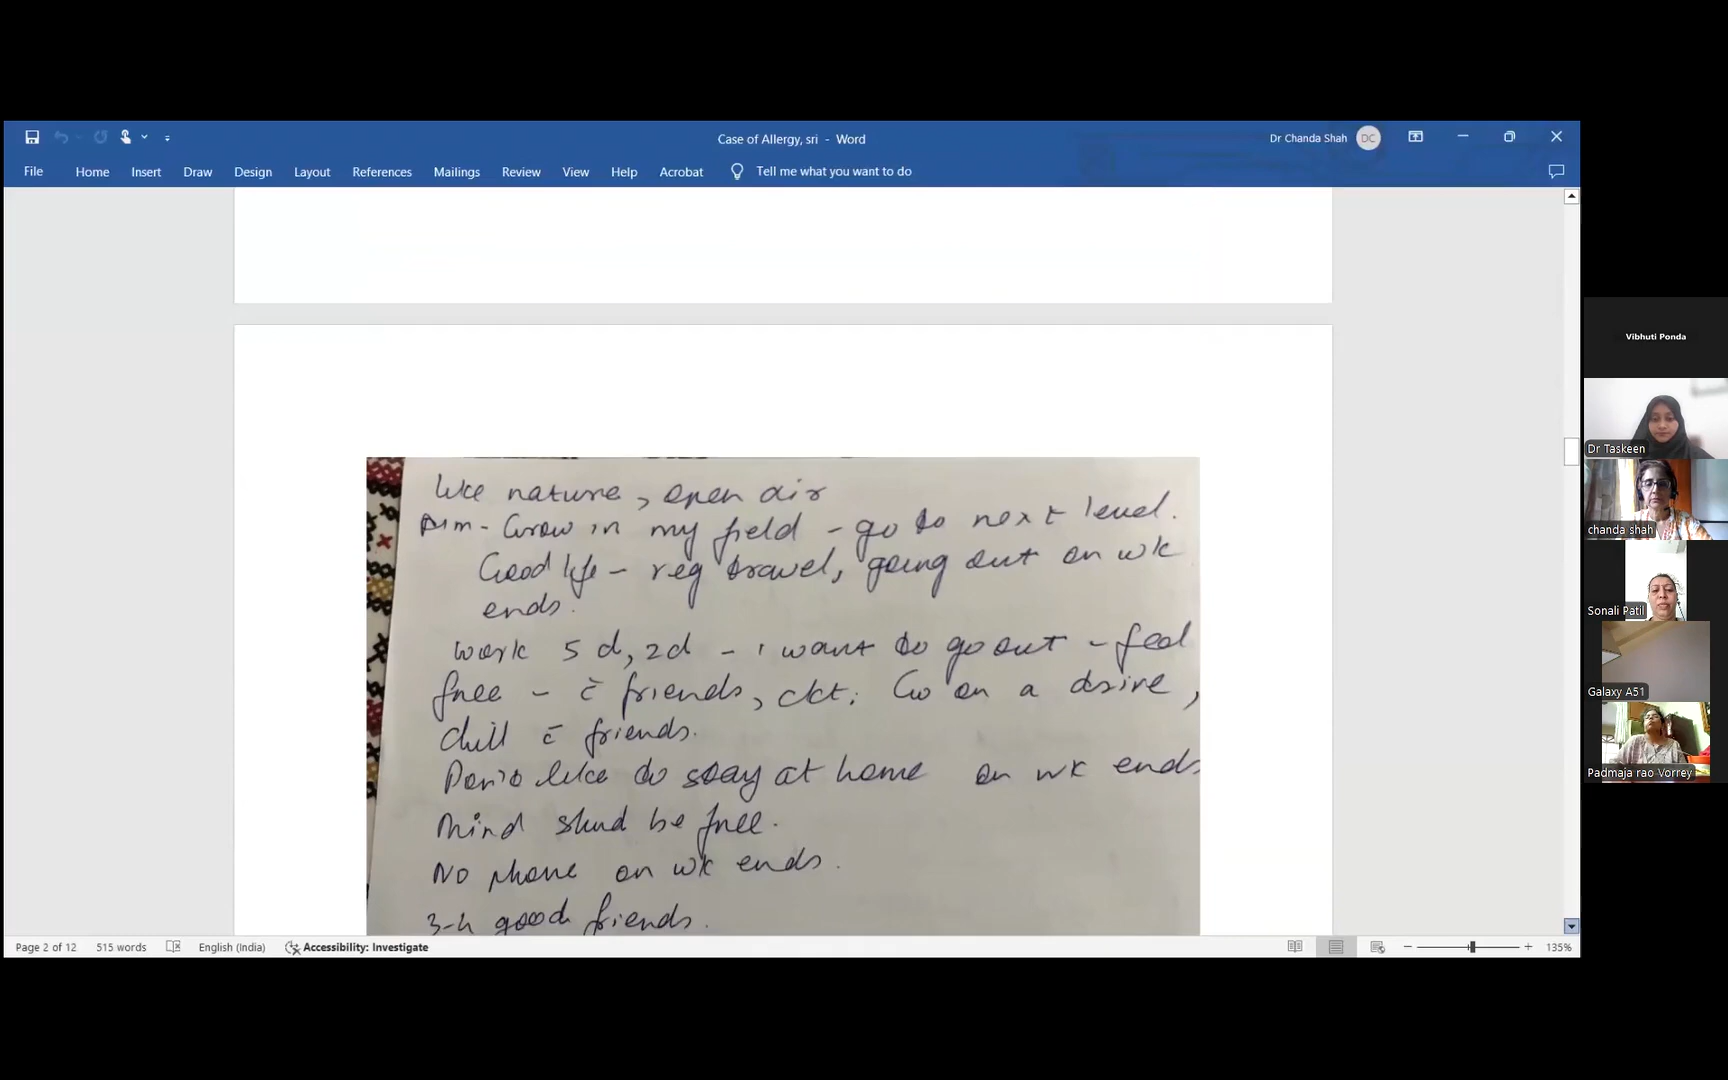 Case of Allergy, sri - Word
Dr Chanda Shah
DC
File Home Insert Draw Design Layout References Mailings Review View Help Acrobat Tell me what you want to do
like nature, open air
Aim - Grow in my field - go to next level.
Good life - reg travel, going out on wk
ends.
work 5 d, 2d - I want to go out - feel
free - c̄ friends, ckt. Go on a drive,
chill c̄ friends.
Don't like to stay at home on wk ends
Mind shud be free.
No phone on wk ends.
3-4 good friends.
Page 2 of 12 515 words English (India) Accessibility: Investigate 135%
Vibhuti Ponda
Dr Taskeen
chanda shah
Sonali Patil
Galaxy A51
Padmaja rao Vorrey